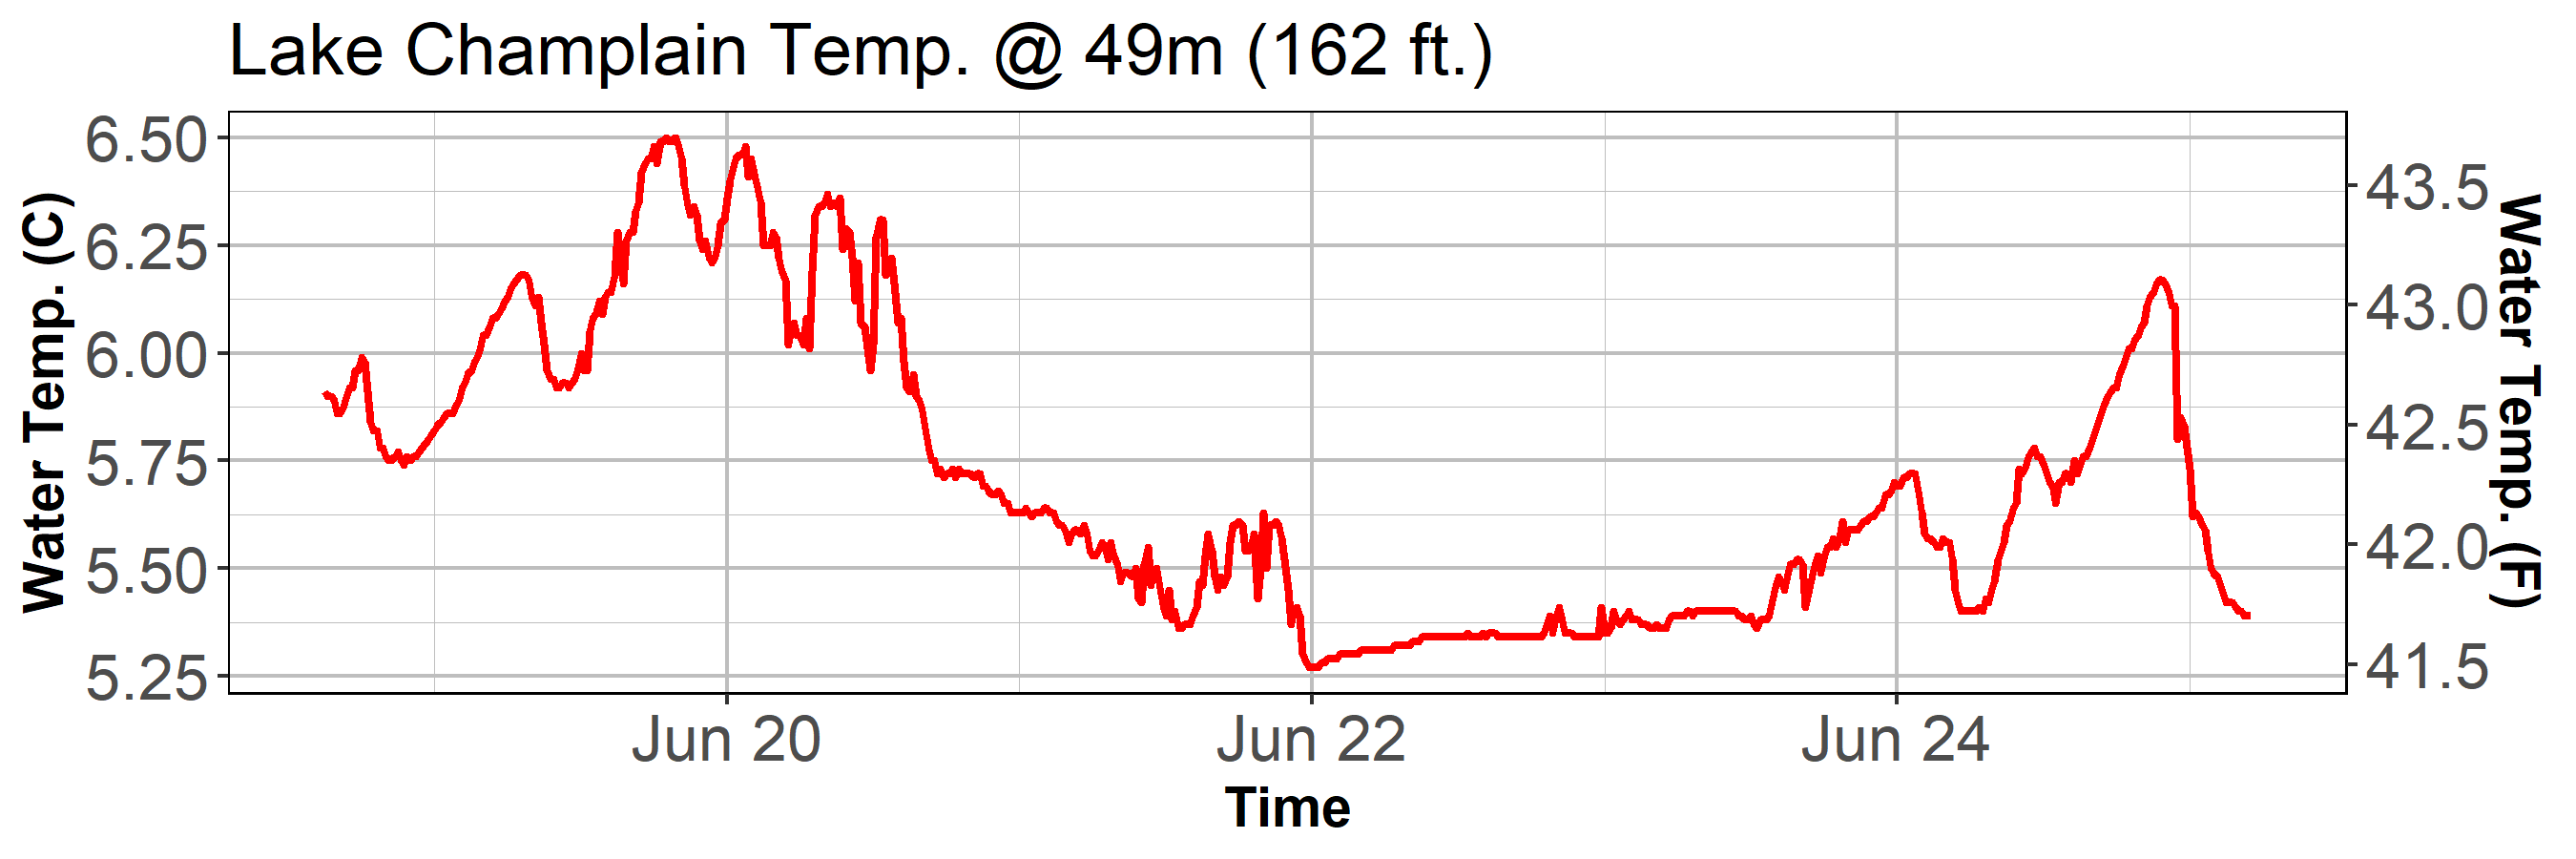 Lake Champlain Temp. @ 49m (162 ft.)
Water Temp. (C)
6.50
6.25
6.00
5.75
5.50
5.25
43.5
43.0
42.5
42.0
41.5
Water Temp. (F)
Jun 20
Jun 22
Jun 24
Time